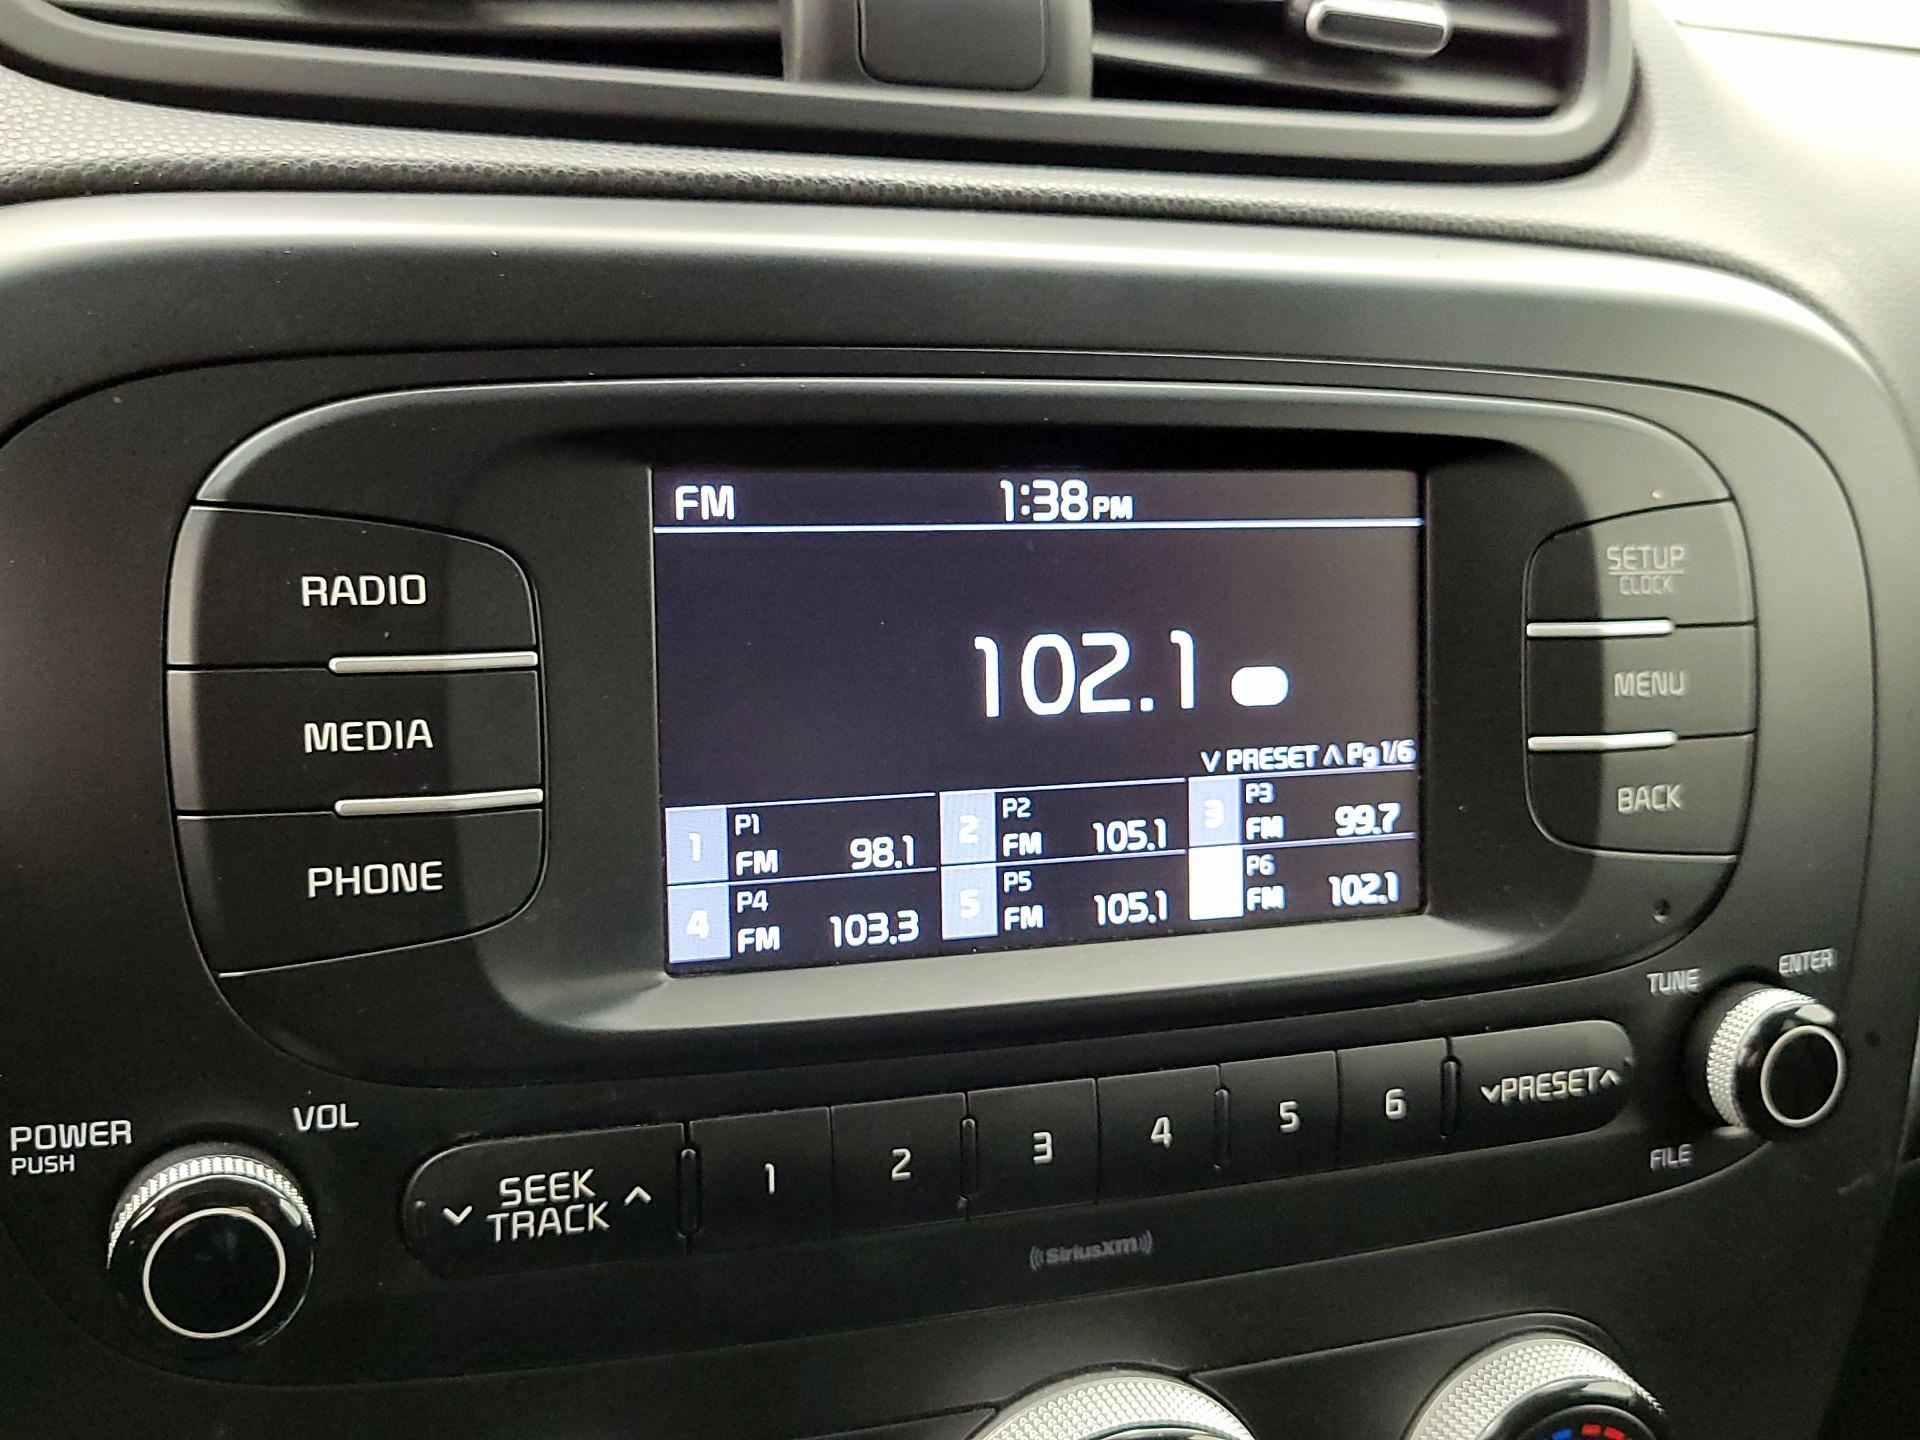 FM 1:38 PM
RADIO
SETUP
CLOCK
102.1
MENU
MEDIA
V PRESET Λ Pg 1/6
BACK
1 P1 FM 98.1
2 P2 FM 105.1
3 P3 FM 99.7
PHONE
4 P4 FM 103.3
5 P5 FM 105.1
P6 FM 102.1
TUNE
ENTER
POWER
PUSH
VOL
SEEK
TRACK
1 2 3 4 5 6
PRESET
FILE
SiriusXM